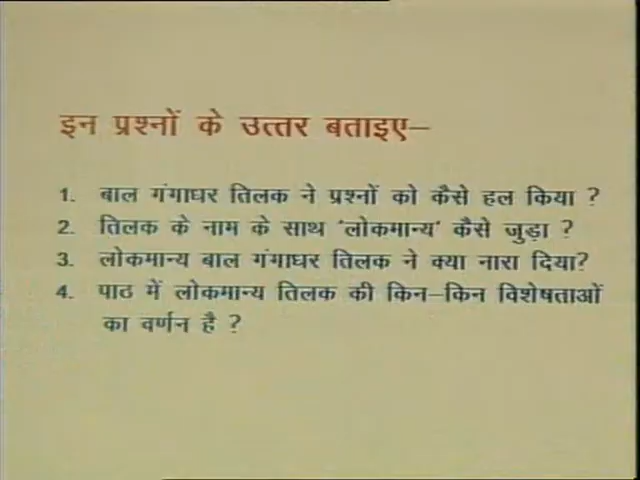 इन प्रश्नों के उत्तर बताइए–
1. बाल गंगाधर तिलक ने प्रश्नों को कैसे हल किया ?
2. तिलक के नाम के साथ 'लोकमान्य' कैसे जुड़ा ?
3. लोकमान्य बाल गंगाधर तिलक ने क्या नारा दिया?
4. पाठ में लोकमान्य तिलक की किन–किन विशेषताओं
का वर्णन है ?